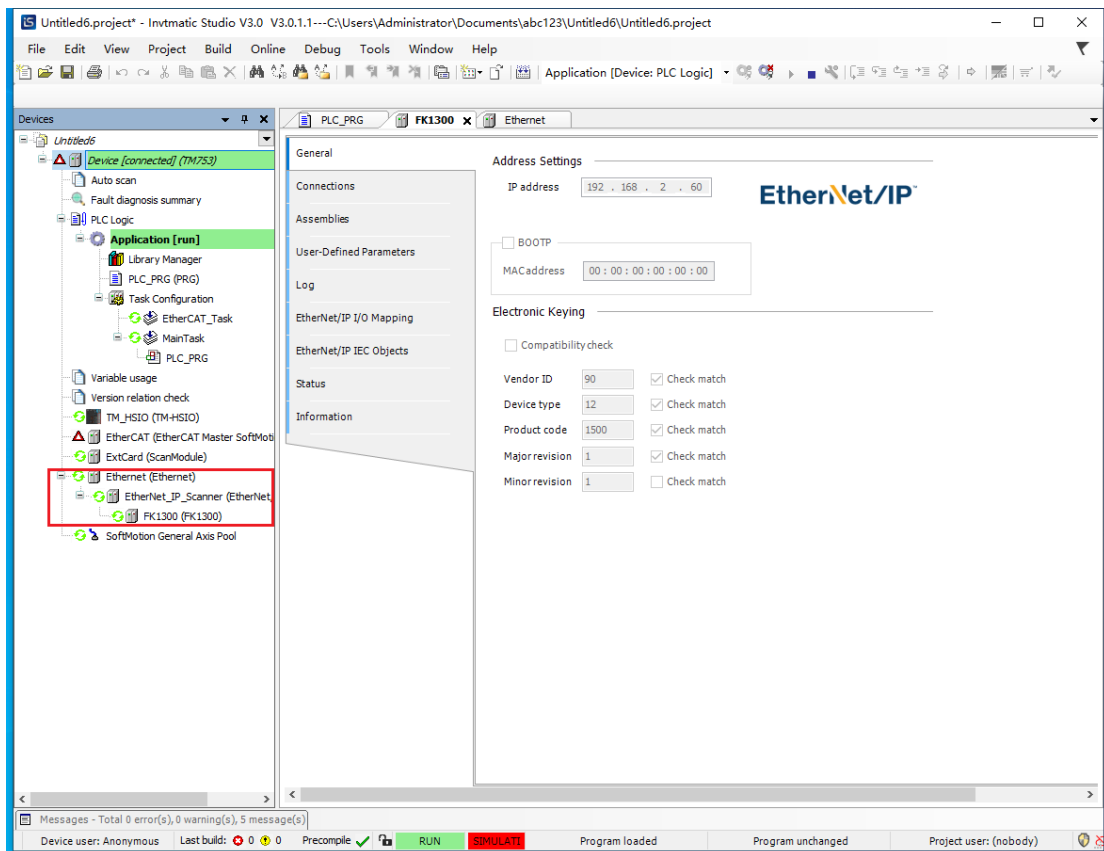 Untitled6.project* - Invtmatic Studio V3.0 V3.0.1.1---C:\Users\Administrator\Documents\abc123\Untitled6\Untitled6.project
File Edit View Project Build Online Debug Tools Window Help
Application [Device: PLC Logic]
Devices
Untitled6
Device [connected] (TM753)
Auto scan
Fault diagnosis summary
PLC Logic
Application [run]
Library Manager
PLC_PRG (PRG)
Task Configuration
EtherCAT_Task
MainTask
PLC_PRG
Variable usage
Version relation check
TM_HSIO (TM-HSIO)
EtherCAT (EtherCAT Master SoftMoti
ExtCard (ScanModule)
Ethernet (Ethernet)
EtherNet_IP_Scanner (EtherNet,
FK1300 (FK1300)
SoftMotion General Axis Pool
PLC_PRG FK1300 Ethernet
General
Connections
Assemblies
User-Defined Parameters
Log
EtherNet/IP I/O Mapping
EtherNet/IP IEC Objects
Status
Information
Address Settings
IP address 192 . 168 . 2 . 60
EtherNet/IP™
BOOTP
MACaddress 00 : 00 : 00 : 00 : 00 : 00
Electronic Keying
Compatibilitycheck
Vendor ID 90 Check match
Device type 12 Check match
Product code 1500 Check match
Majorrevision 1 Check match
Minorrevision 1 Check match
Messages - Total 0 error(s), 0 warning(s), 5 message(s)
Device user: Anonymous Last build: 0 0 Precompile RUN SIMULATI Program loaded Program unchanged Project user: (nobody)